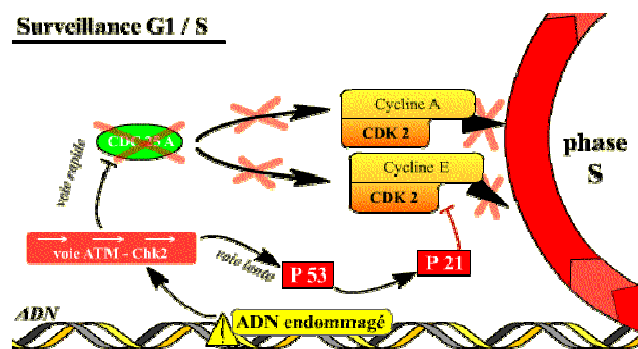 Surveillance G1 / S
Cycline A
CDK 2
CDC25 A
Cycline E
CDK 2
phase
S
voie rapide
voie ATM - Chk2
voie lente
P 53
P 21
ADN
ADN endommagé